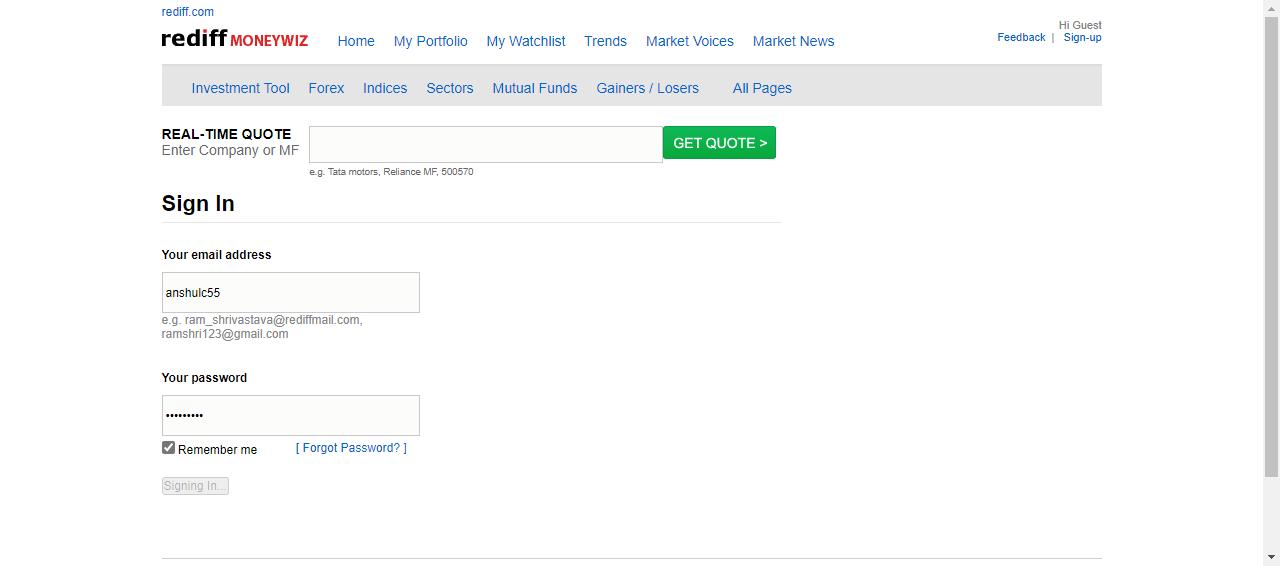 rediff.com
rediff MONEYWIZ
Home My Portfolio My Watchlist Trends Market Voices Market News
Hi Guest
Feedback | Sign-up
Investment Tool Forex Indices Sectors Mutual Funds Gainers / Losers All Pages
REAL-TIME QUOTE
Enter Company or MF
GET QUOTE >
e.g. Tata motors, Reliance MF, 500570
Sign In
Your email address
anshulc55
e.g. ram_shrivastava@rediffmail.com,
ramshri123@gmail.com
Your password
•••••••••
Remember me [ Forgot Password? ]
Signing In...